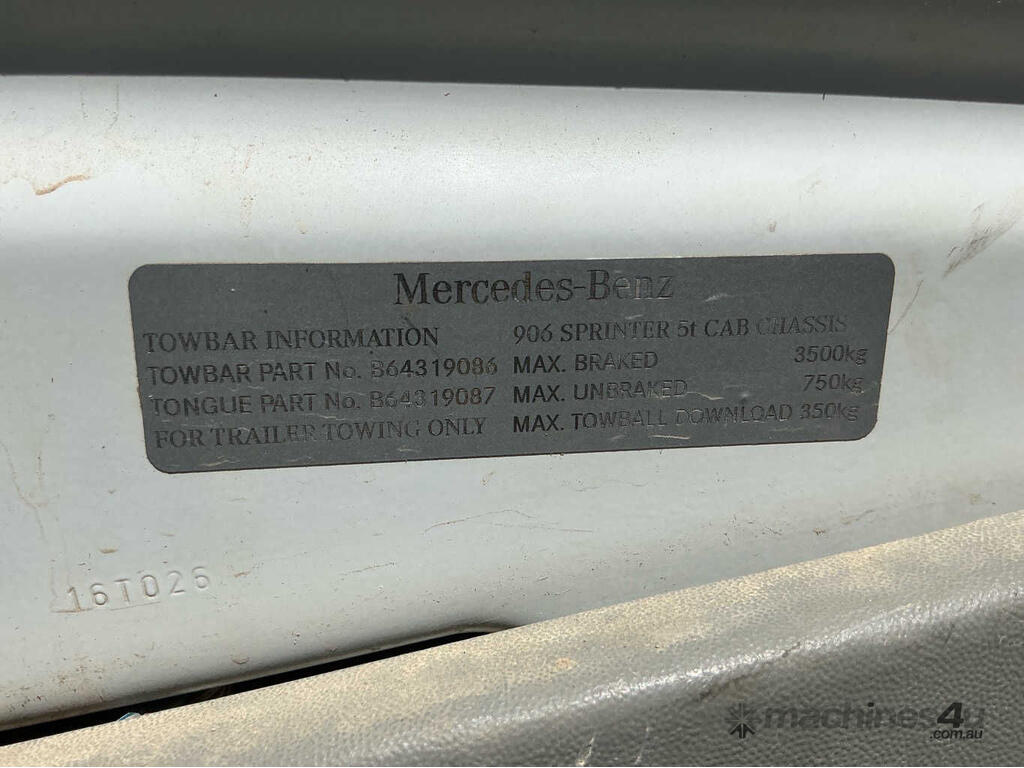 Mercedes-Benz
TOWBAR INFORMATION 906 SPRINTER 5t CAB CHASSIS
TOWBAR PART No. B64319086 MAX. BRAKED 3500kg
TONGUE PART No. B64319087 MAX. UNBRAKED 750kg
FOR TRAILER TOWING ONLY MAX. TOWBALL DOWNLOAD 350kg
16T026
machines4u
.com.au